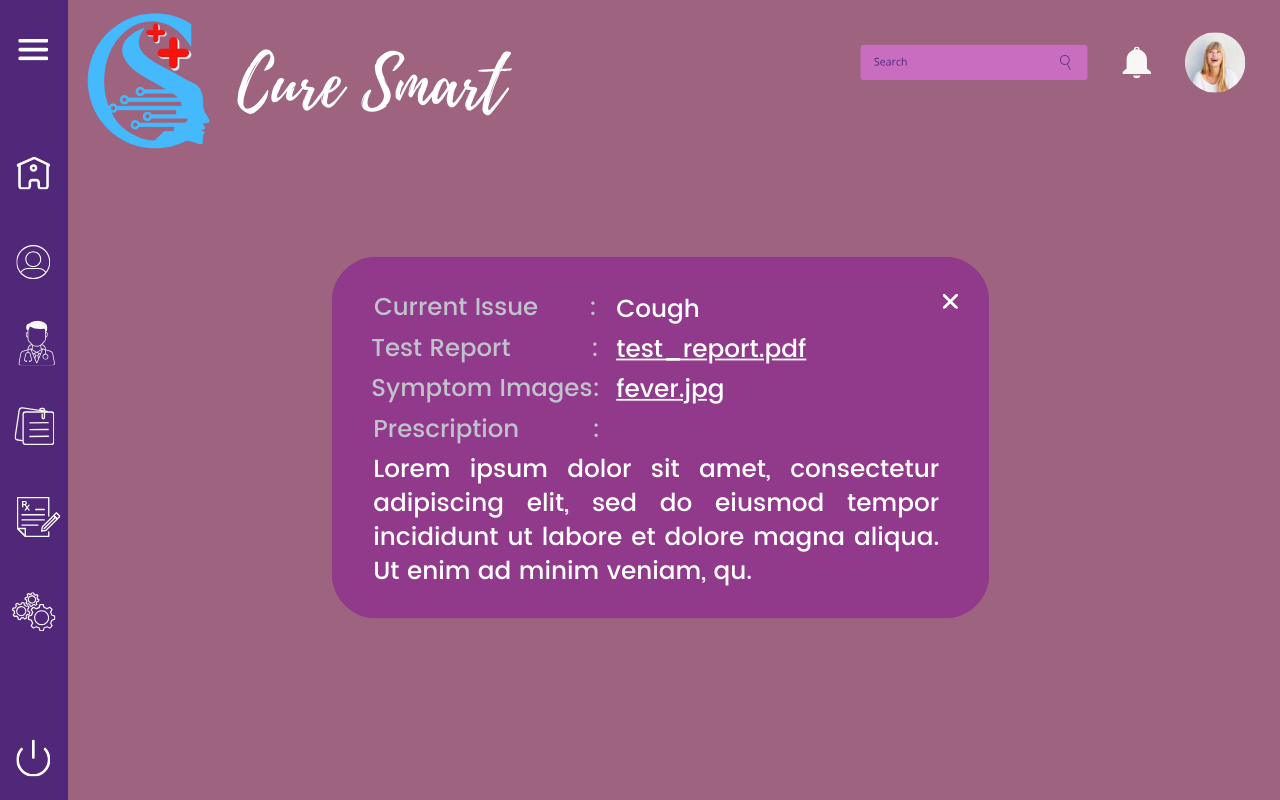 Cure Smart
Search
Current Issue : Cough
Test Report : test_report.pdf
Symptom Images: fever.jpg
Prescription :
Lorem ipsum dolor sit amet, consectetur
adipiscing elit, sed do eiusmod tempor
incididunt ut labore et dolore magna aliqua.
Ut enim ad minim veniam, qu.
Rx